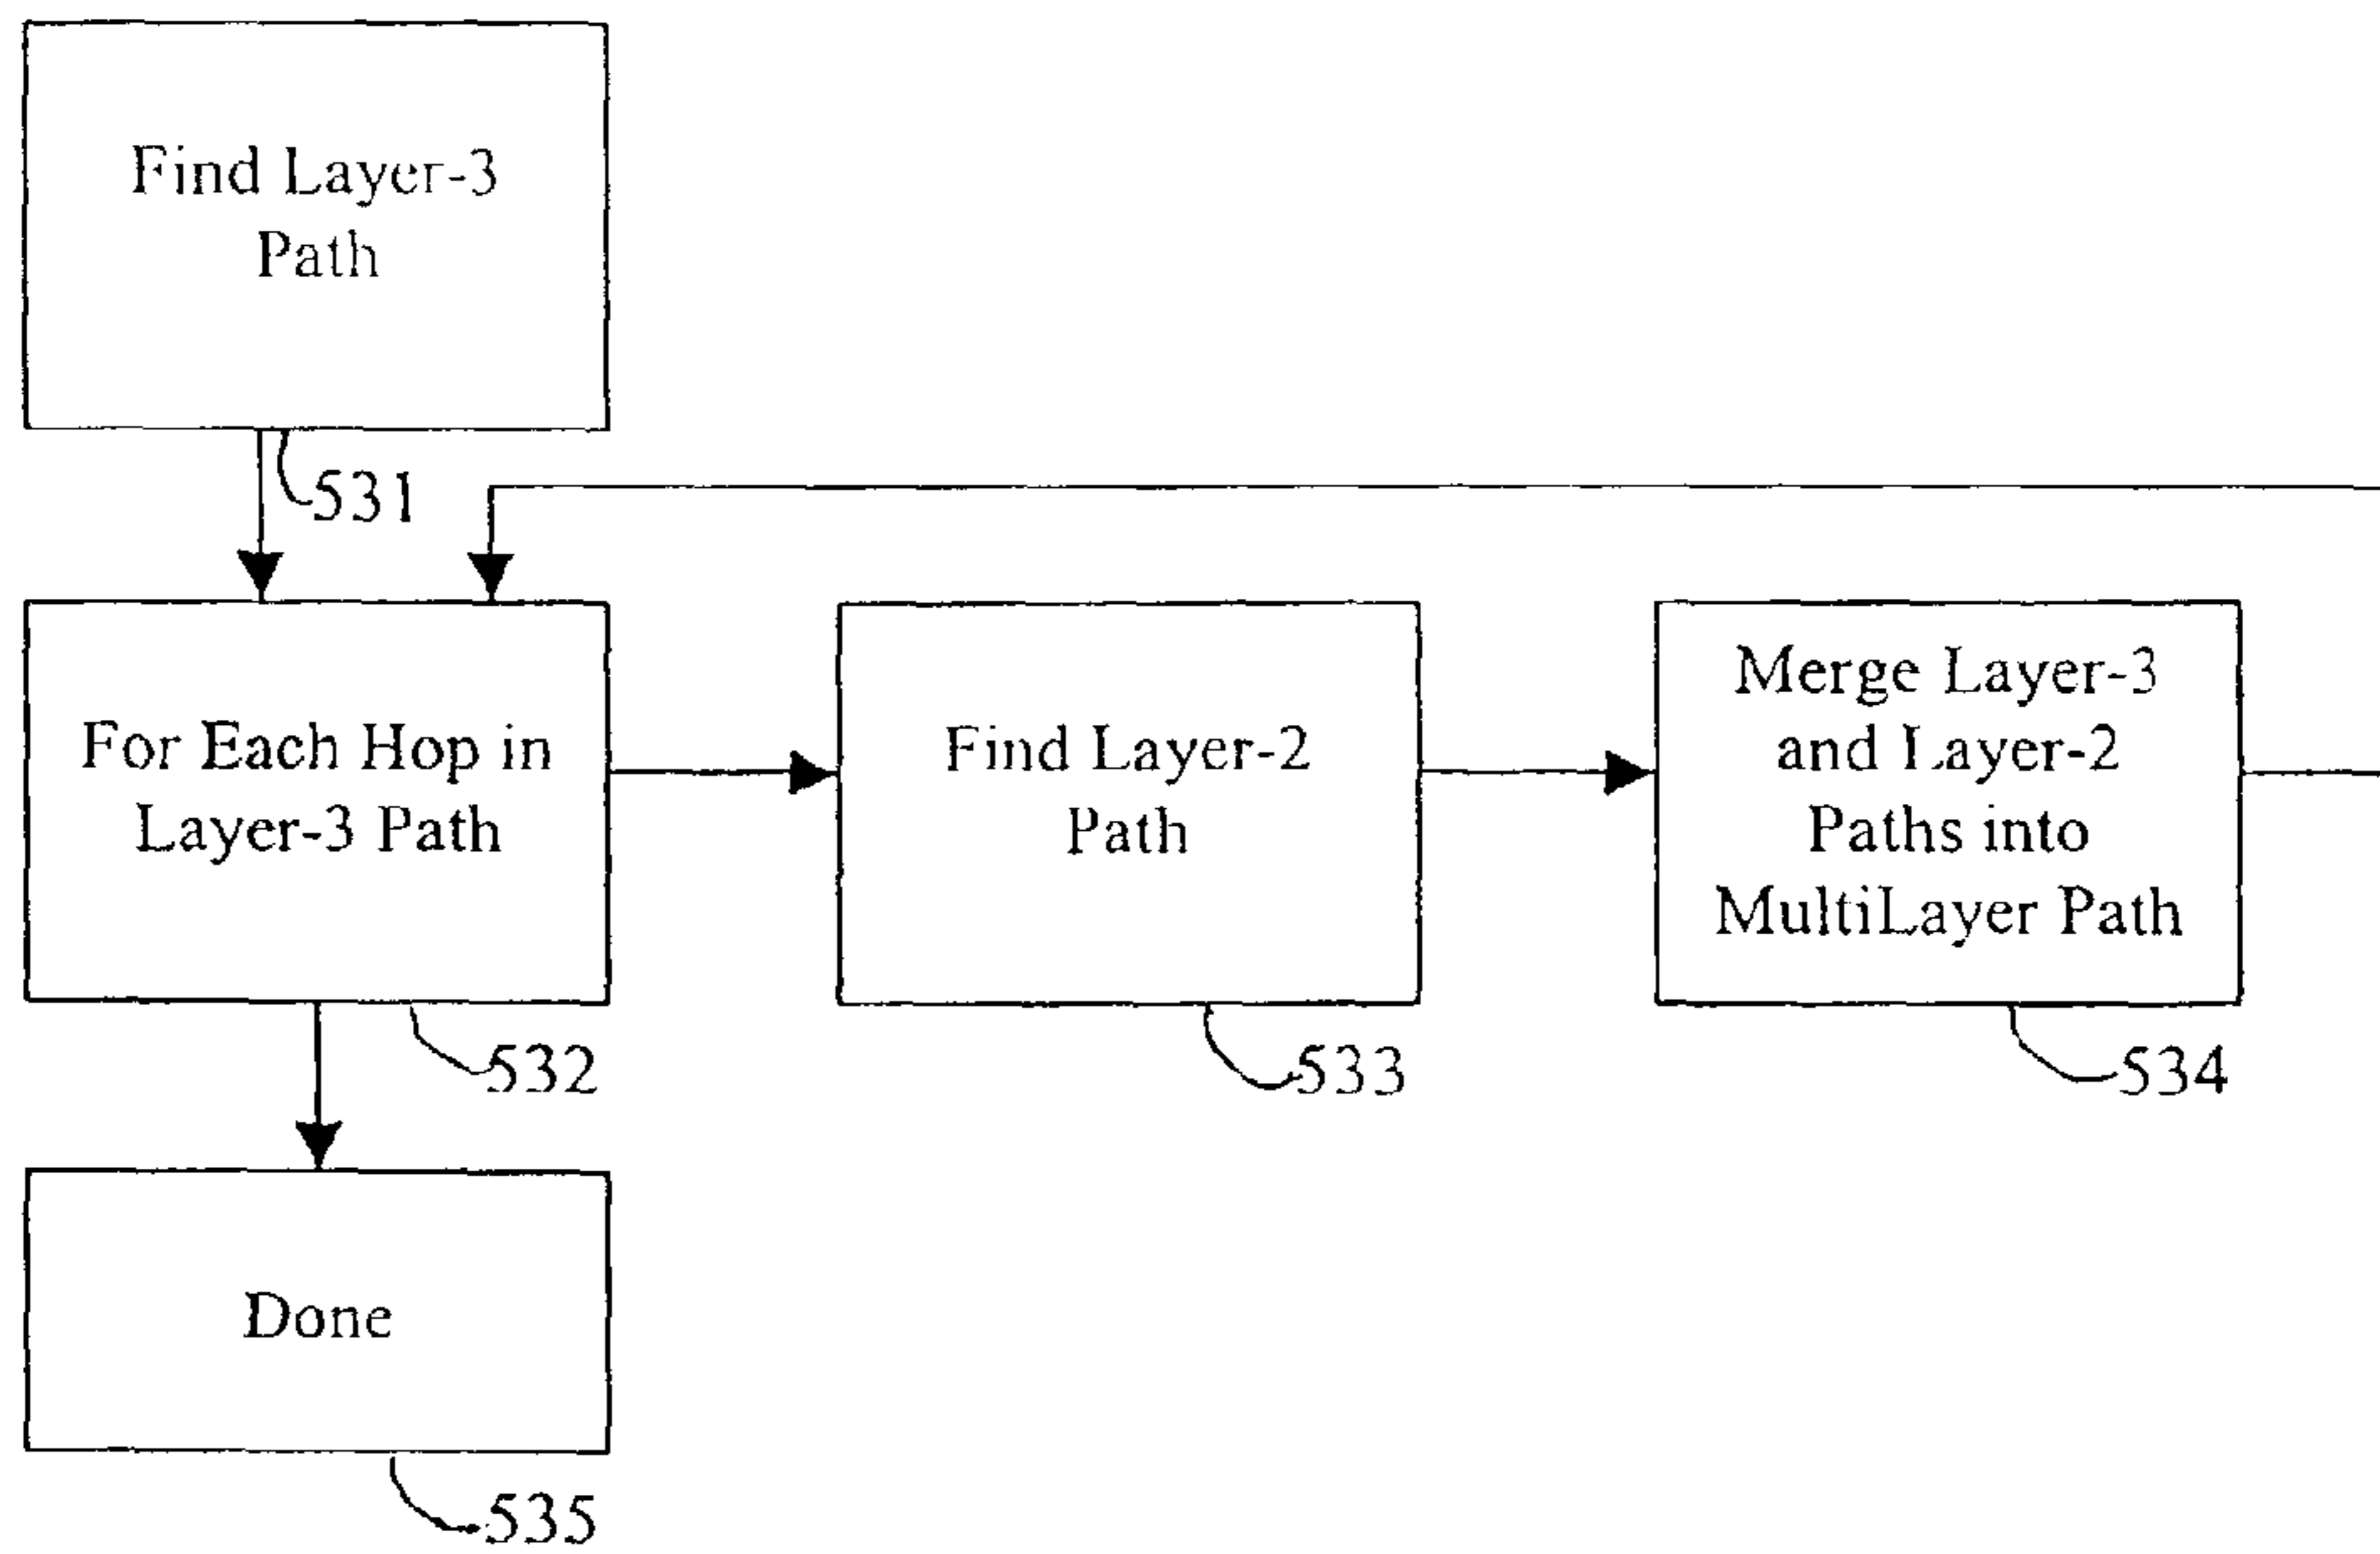 Find Layer-3
Path
531
For Each Hop in
Layer-3 Path
532
Find Layer-2
Path
533
Merge Layer-3
and Layer-2
Paths into
MultiLayer Path
534
Done
535